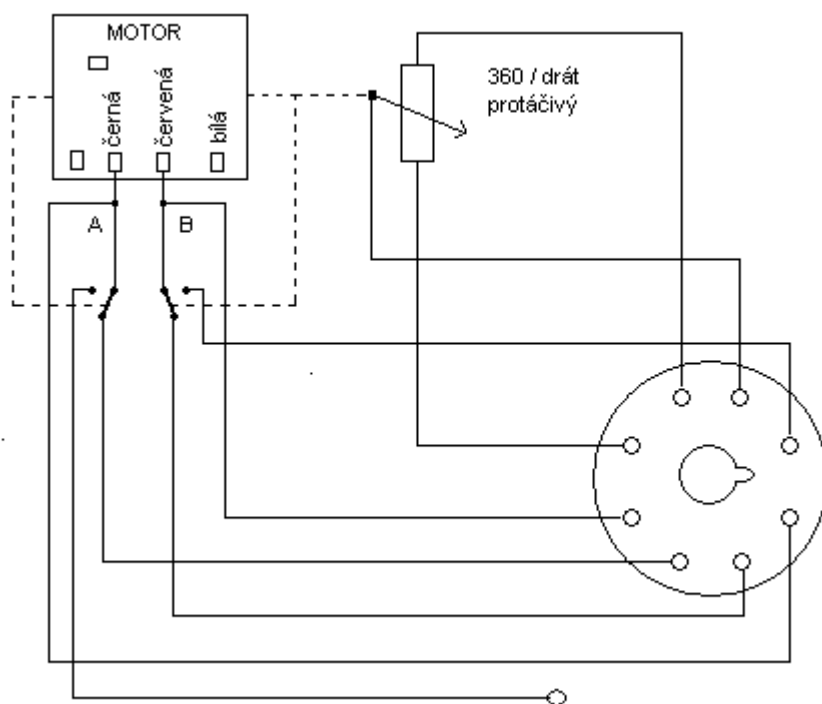 MOTOR
černá
červená
bílá
A
B
360 / drát
protáčivý